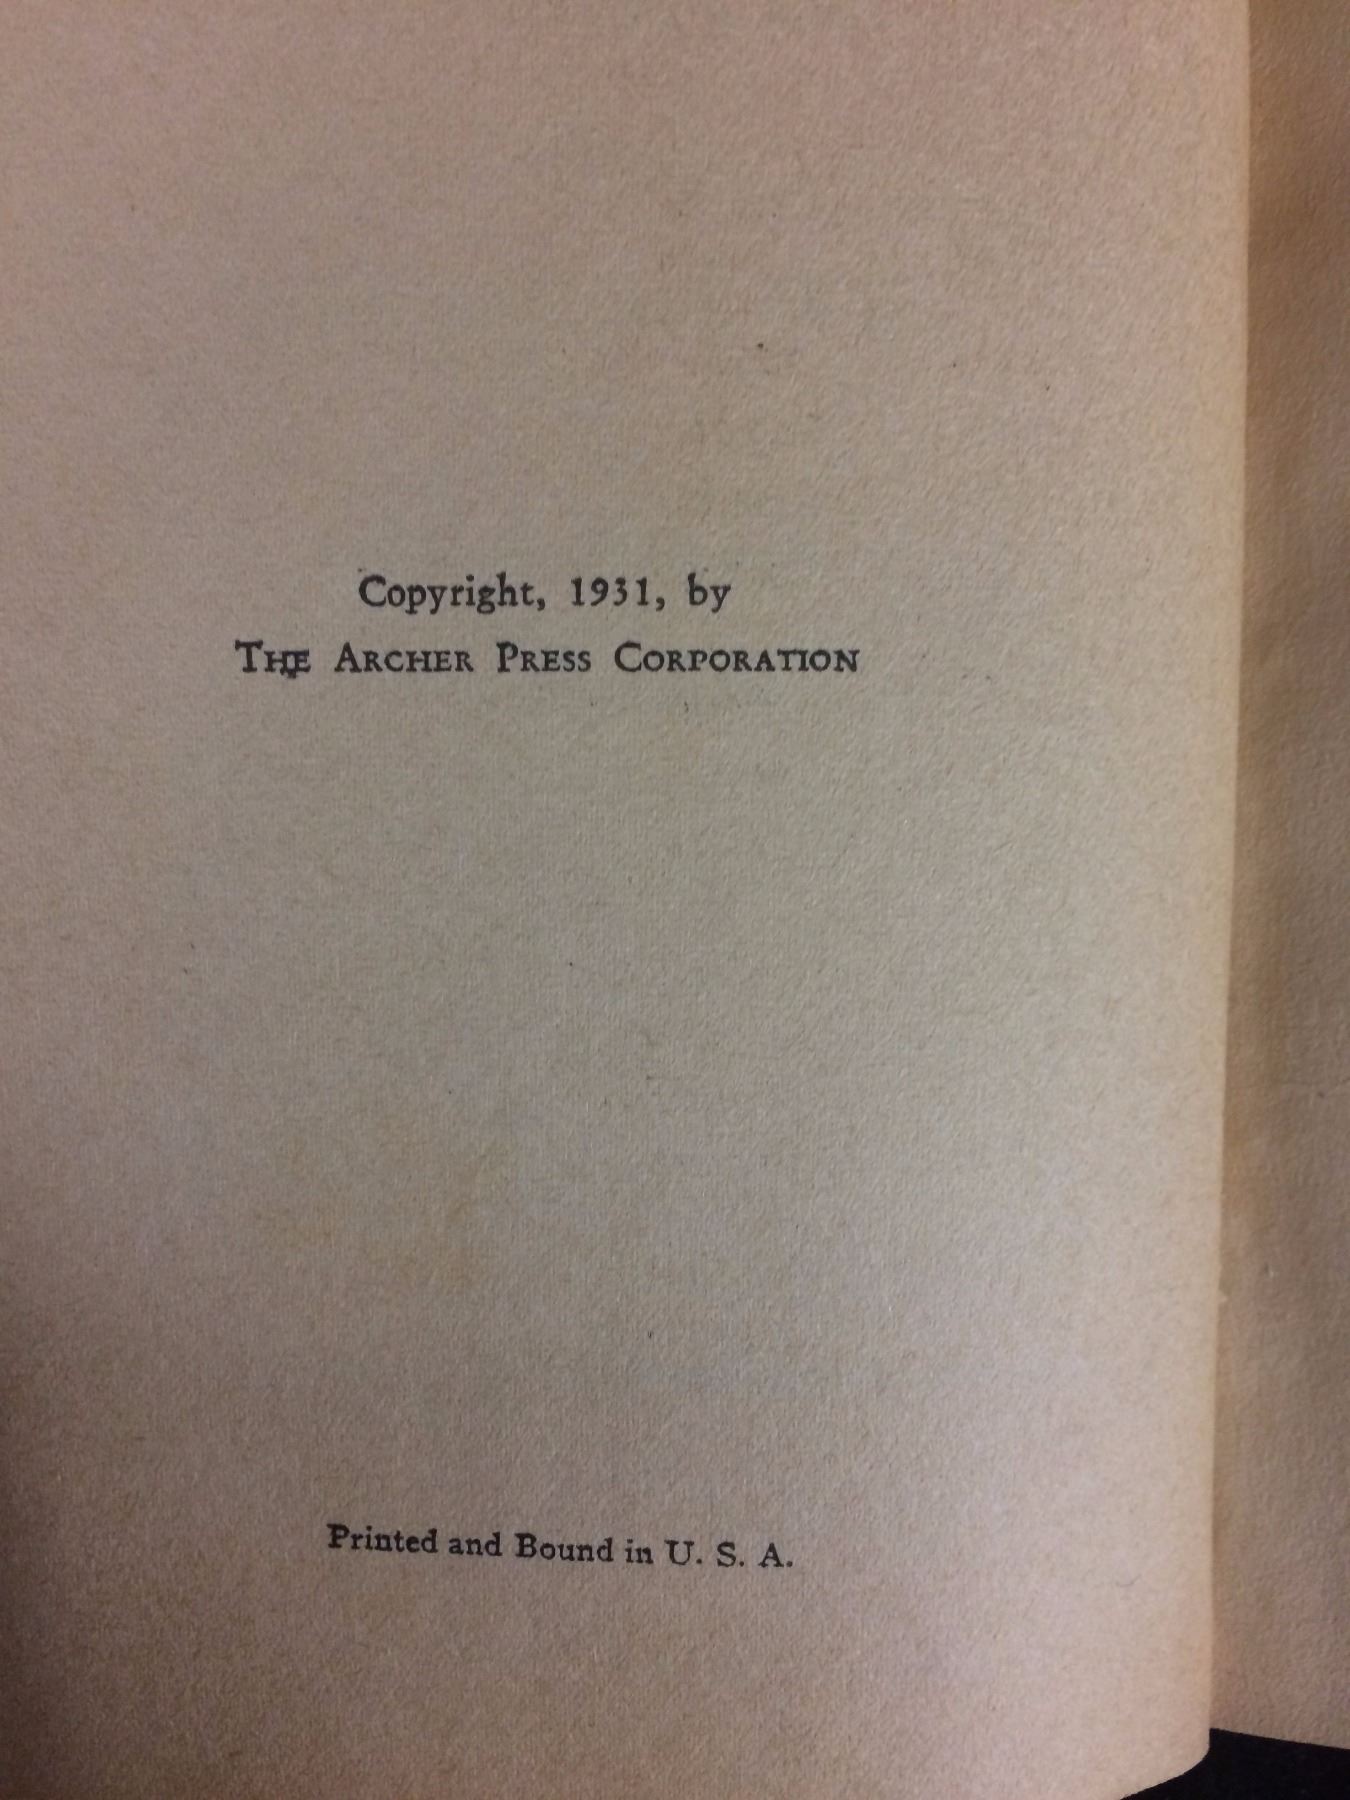 Copyright, 1931, by
THE ARCHER PRESS CORPORATION
Printed and Bound in U. S. A.